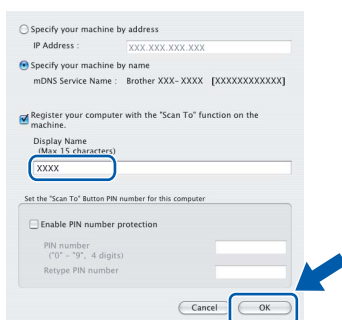 Specify your machine by address
IP Address : XXX.XXX.XXX.XXX
Specify your machine by name
mDNS Service Name : Brother XXX- XXXX [XXXXXXXXXXXX]
Register your computer with the "Scan To" function on the
machine.
Display Name
(Max 15 characters)
XXXX
Set the "Scan To" Button PIN number for this computer
Enable PIN number protection
PIN number
("0" - "9", 4 digits)
Retype PIN number
Cancel OK